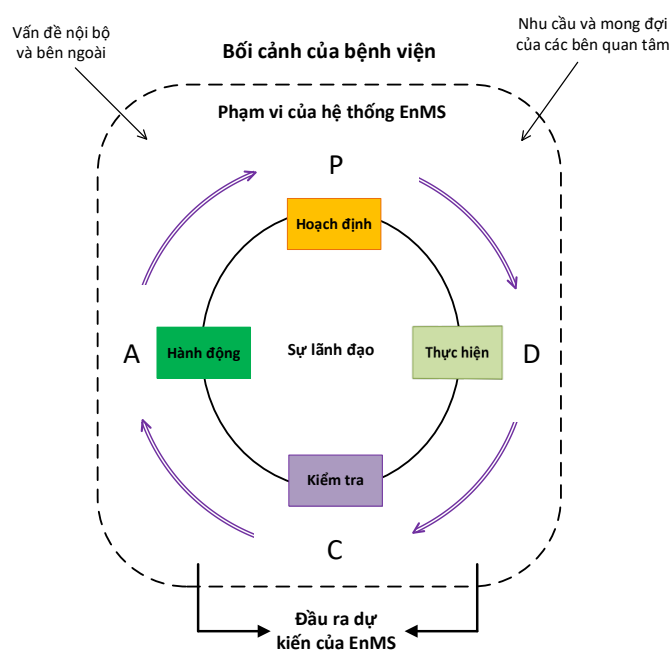 Vấn đề nội bộ
và bên ngoài
Nhu cầu và mong đợi
của các bên quan tâm
Bối cảnh của bệnh viện
Phạm vi của hệ thống EnMS
P
Hoạch định
A
Hành động
Sự lãnh đạo
Thực hiện
D
Kiểm tra
C
Đầu ra dự
kiến của EnMS